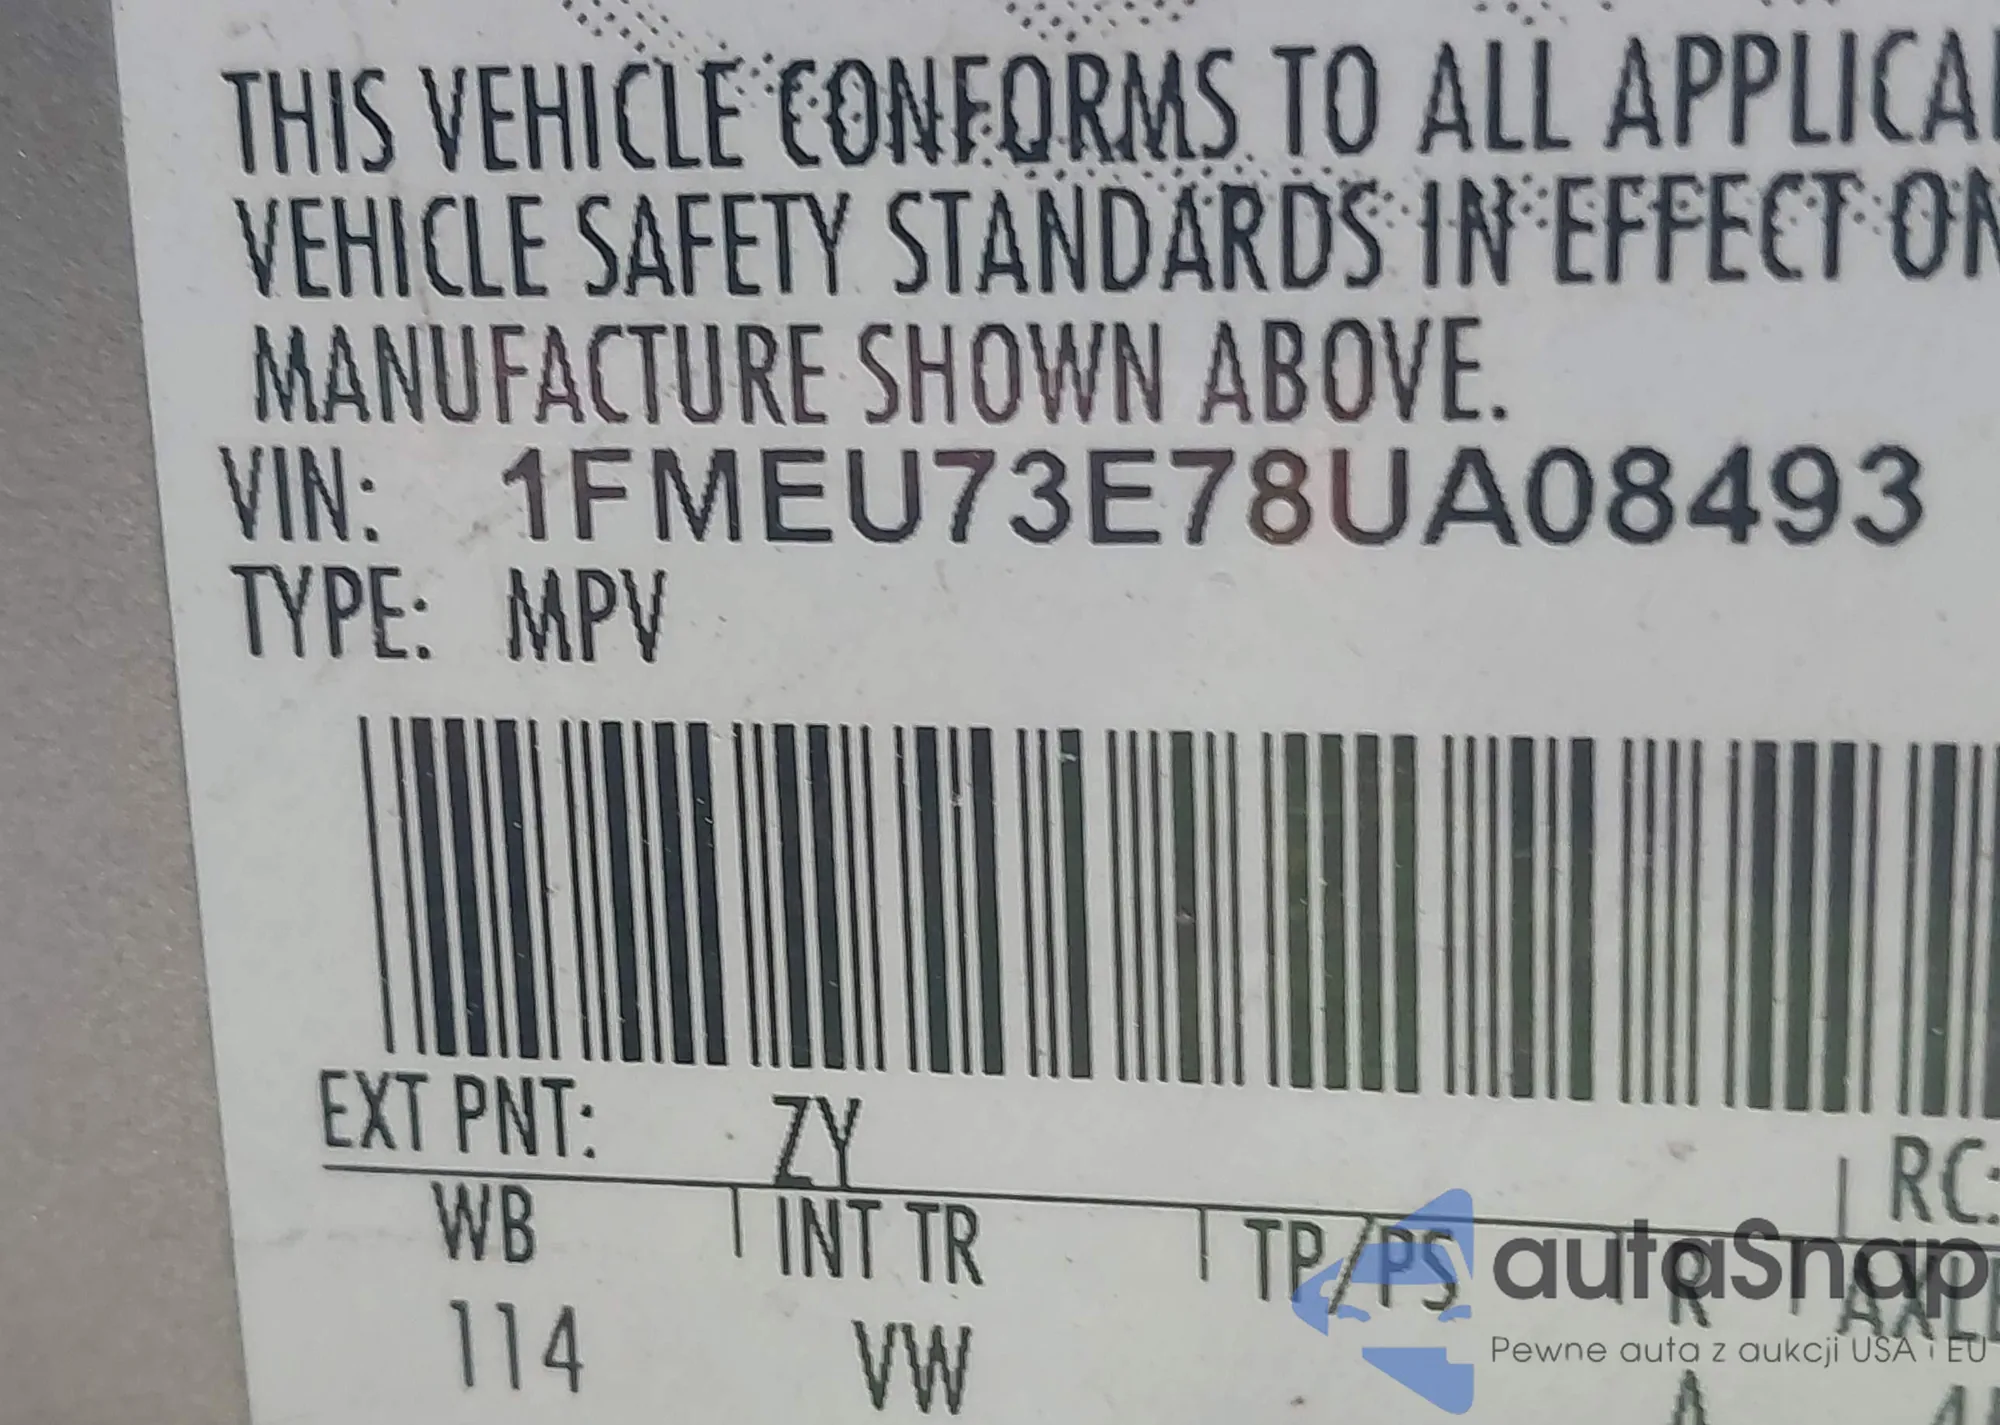 THIS VEHICLE CONFORMS TO ALL APPLICA
VEHICLE SAFETY STANDARDS IN EFFECT ON
MANUFACTURE SHOWN ABOVE.
VIN: 1FMEU73E78UA08493
TYPE: MPV
EXT PNT: ZY
RC:
WB INT TR TP/PS R AXLE
114 VW
autaSnap
Pewne auta z aukcji USA i EU